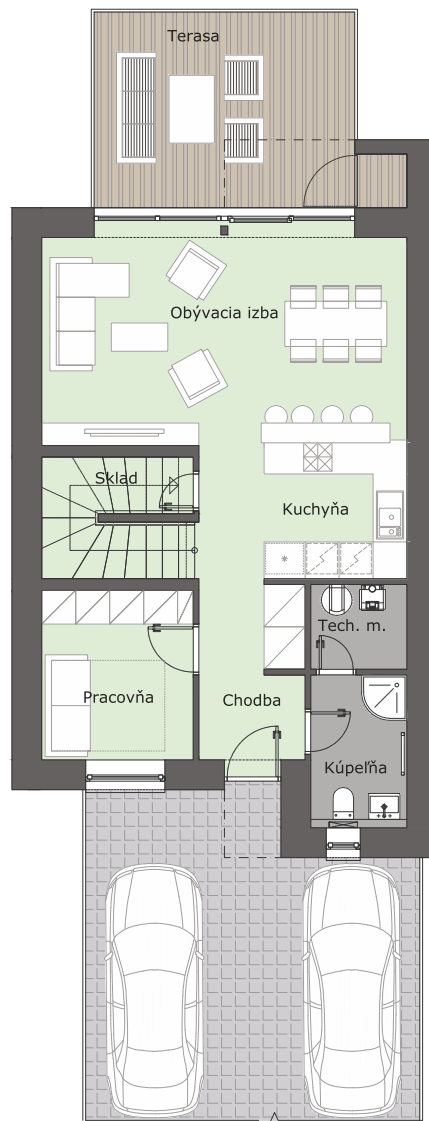 Terasa
Obývacia izba
Sklad
Kuchyňa
Tech. m.
Pracovňa
Chodba
Kúpeľňa